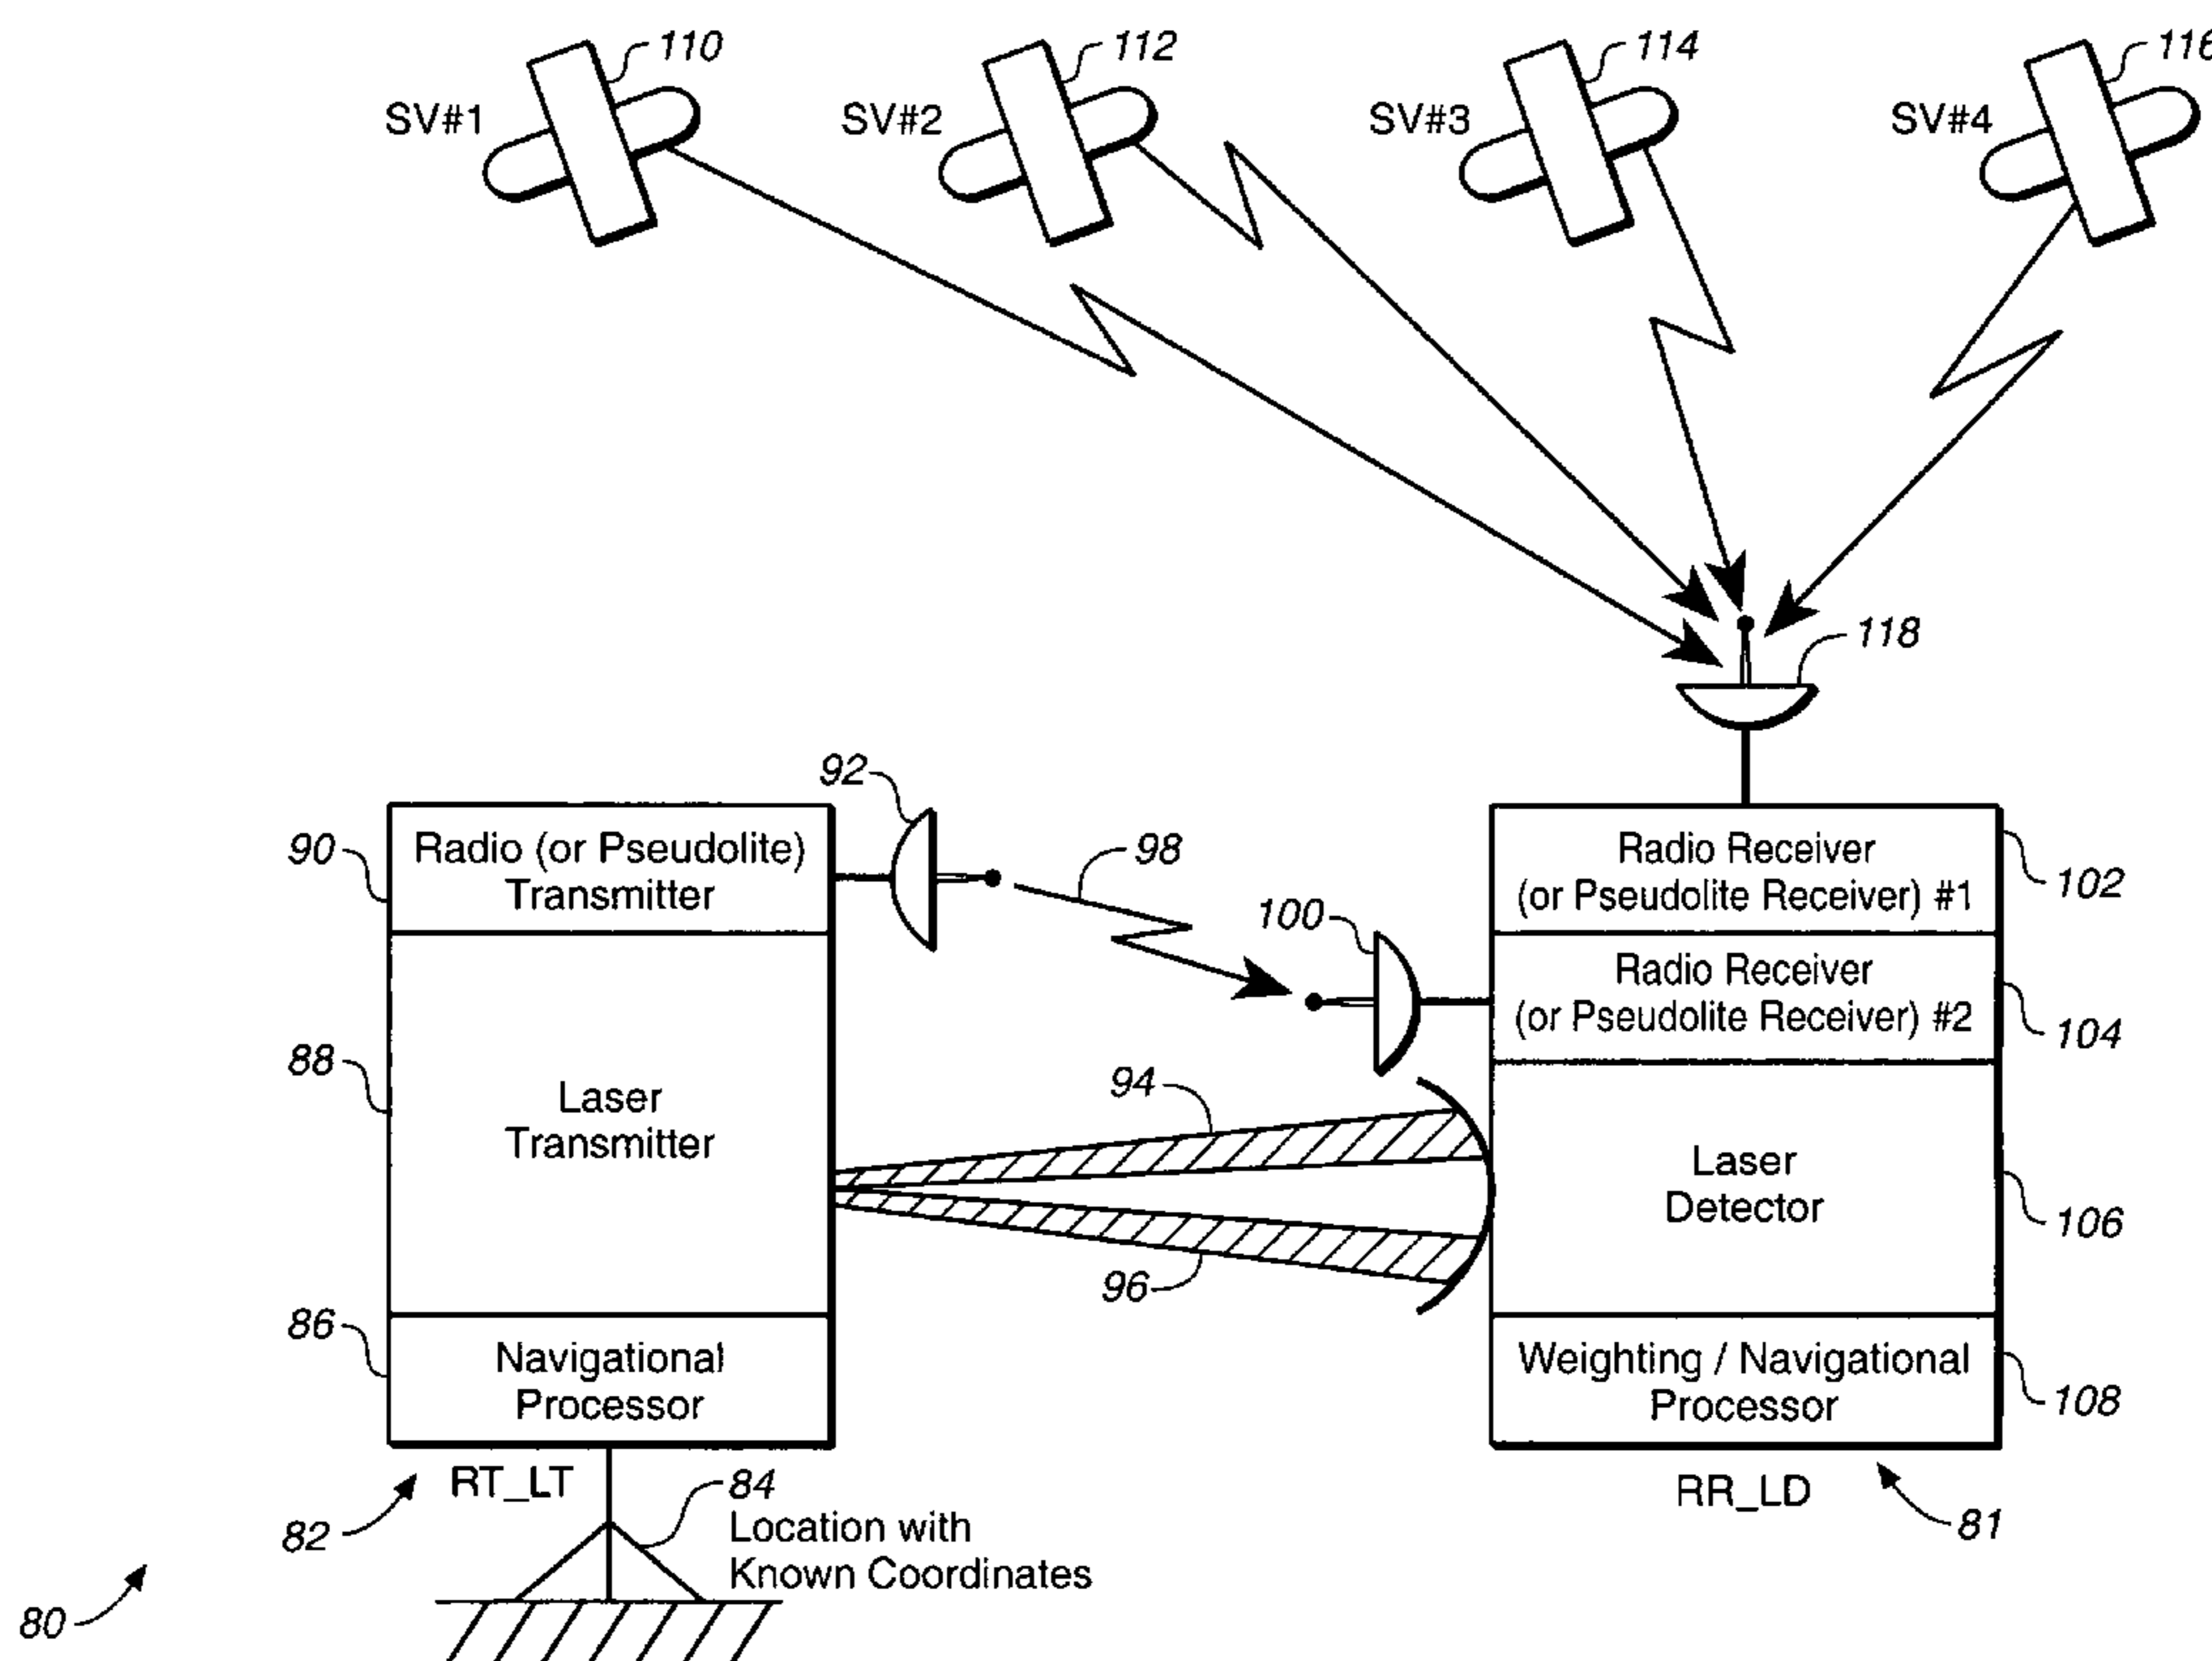 110
112
114
116
SV#1
SV#2
SV#3
SV#4
118
92
90
Radio (or Pseudolite)
Transmitter
98
100
Radio Receiver
(or Pseudolite Receiver) #1
102
Radio Receiver
(or Pseudolite Receiver) #2
104
88
Laser
Transmitter
94
96
Laser
Detector
106
86
Navigational
Processor
Weighting / Navigational
Processor
108
RT_LT
82
84
Location with
Known Coordinates
RR_LD
81
80